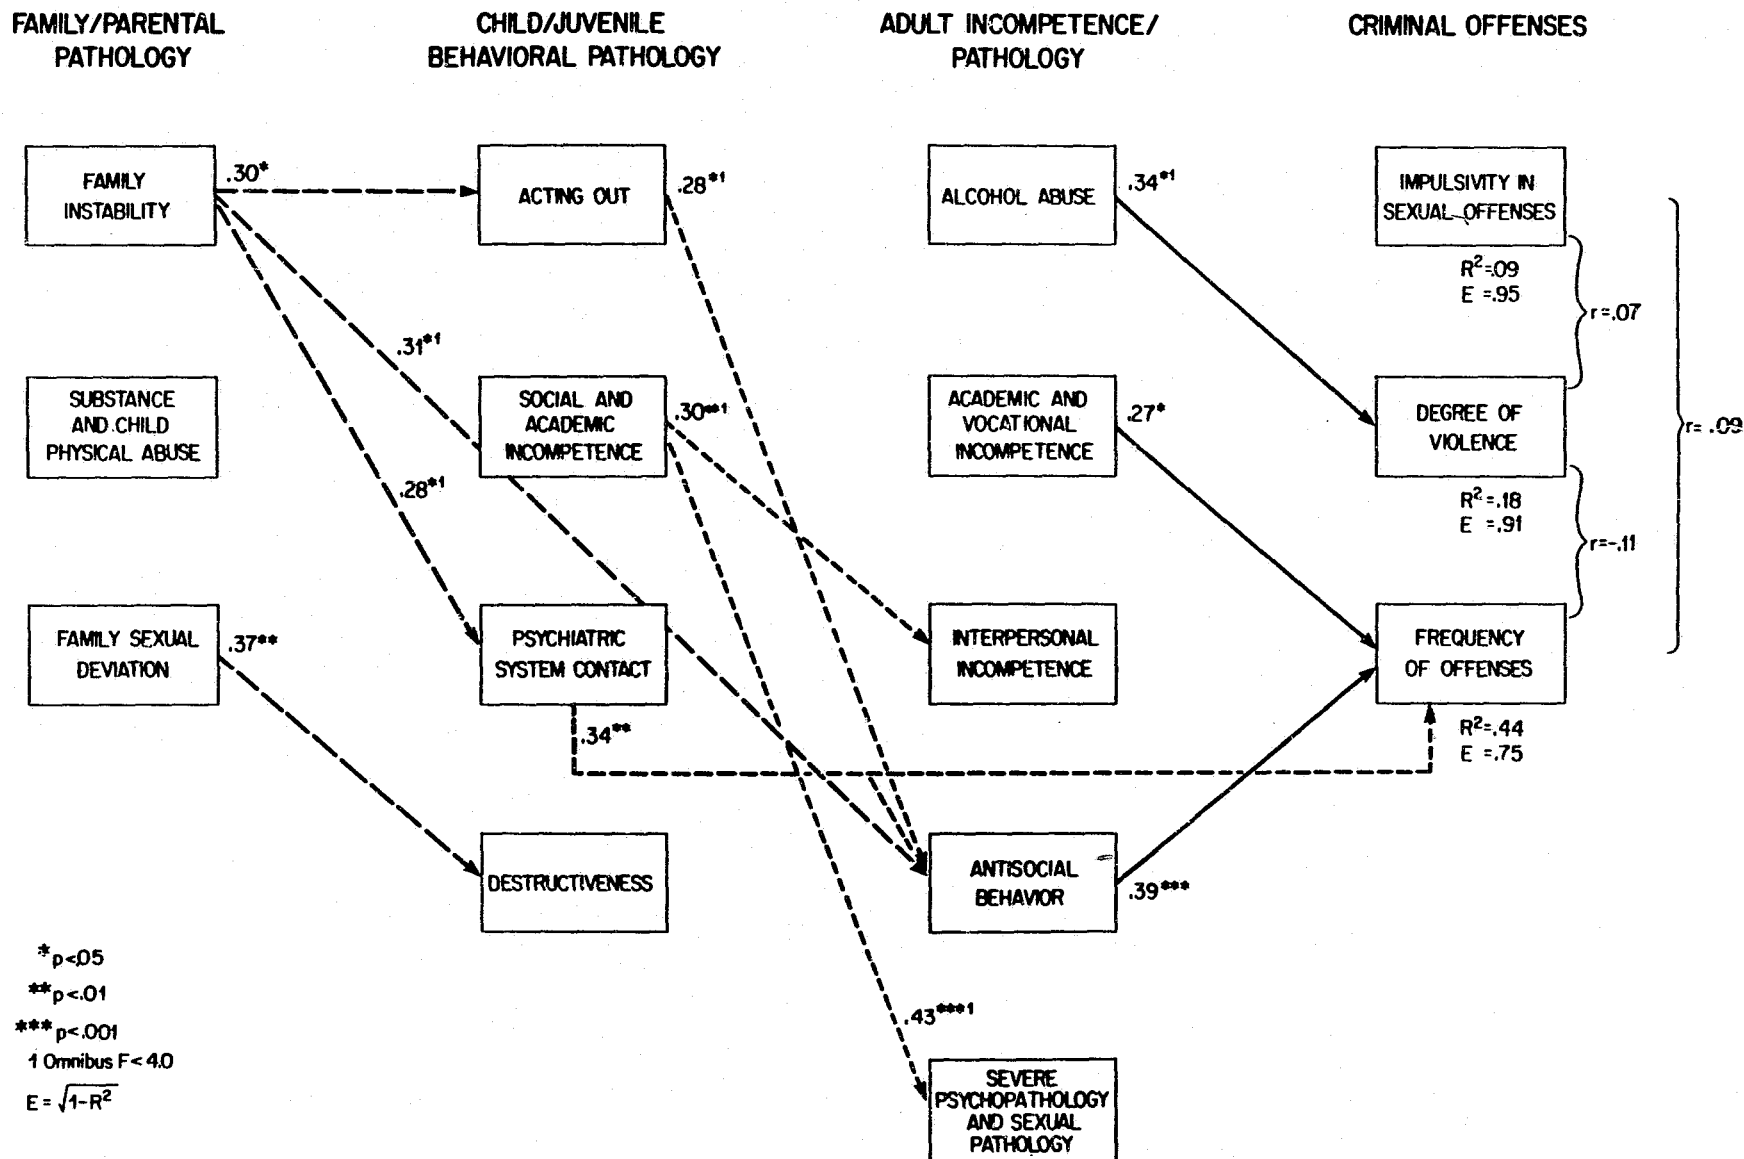 FAMILY/PARENTAL
PATHOLOGY
CHILD/JUVENILE
BEHAVIORAL PATHOLOGY
ADULT INCOMPETENCE/
PATHOLOGY
CRIMINAL OFFENSES
FAMILY
INSTABILITY
.30*
ACTING OUT
.28*1
ALCOHOL ABUSE
.34*1
IMPULSIVITY IN
SEXUAL OFFENSES
R²=.09
E =.95
r=.07
.31*1
SUBSTANCE
AND CHILD
PHYSICAL ABUSE
SOCIAL AND
ACADEMIC
INCOMPETENCE
.30**1
ACADEMIC AND
VOCATIONAL
INCOMPETENCE
.27*
DEGREE OF
VIOLENCE
r= .09
.28*1
R²=.18
E =.91
r=-.11
FAMILY SEXUAL
DEVIATION
.37**
PSYCHIATRIC
SYSTEM CONTACT
.34**
INTERPERSONAL
INCOMPETENCE
FREQUENCY
OF OFFENSES
R²=.44
E =.75
DESTRUCTIVENESS
ANTISOCIAL
BEHAVIOR
.39***
*p<05
**p<.01
***p<.001
1 Omnibus F< 4.0
E = √1-R²
.43***1
SEVERE
PSYCHOPATHOLOGY
AND SEXUAL
PATHOLOGY